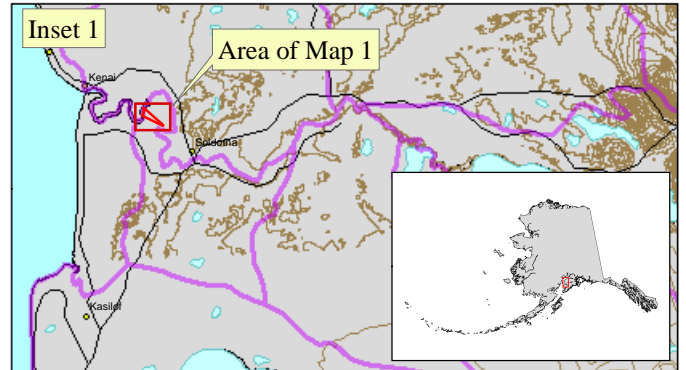 Inset 1
Area of Map 1
Kenai
Soldotna
Kasilof